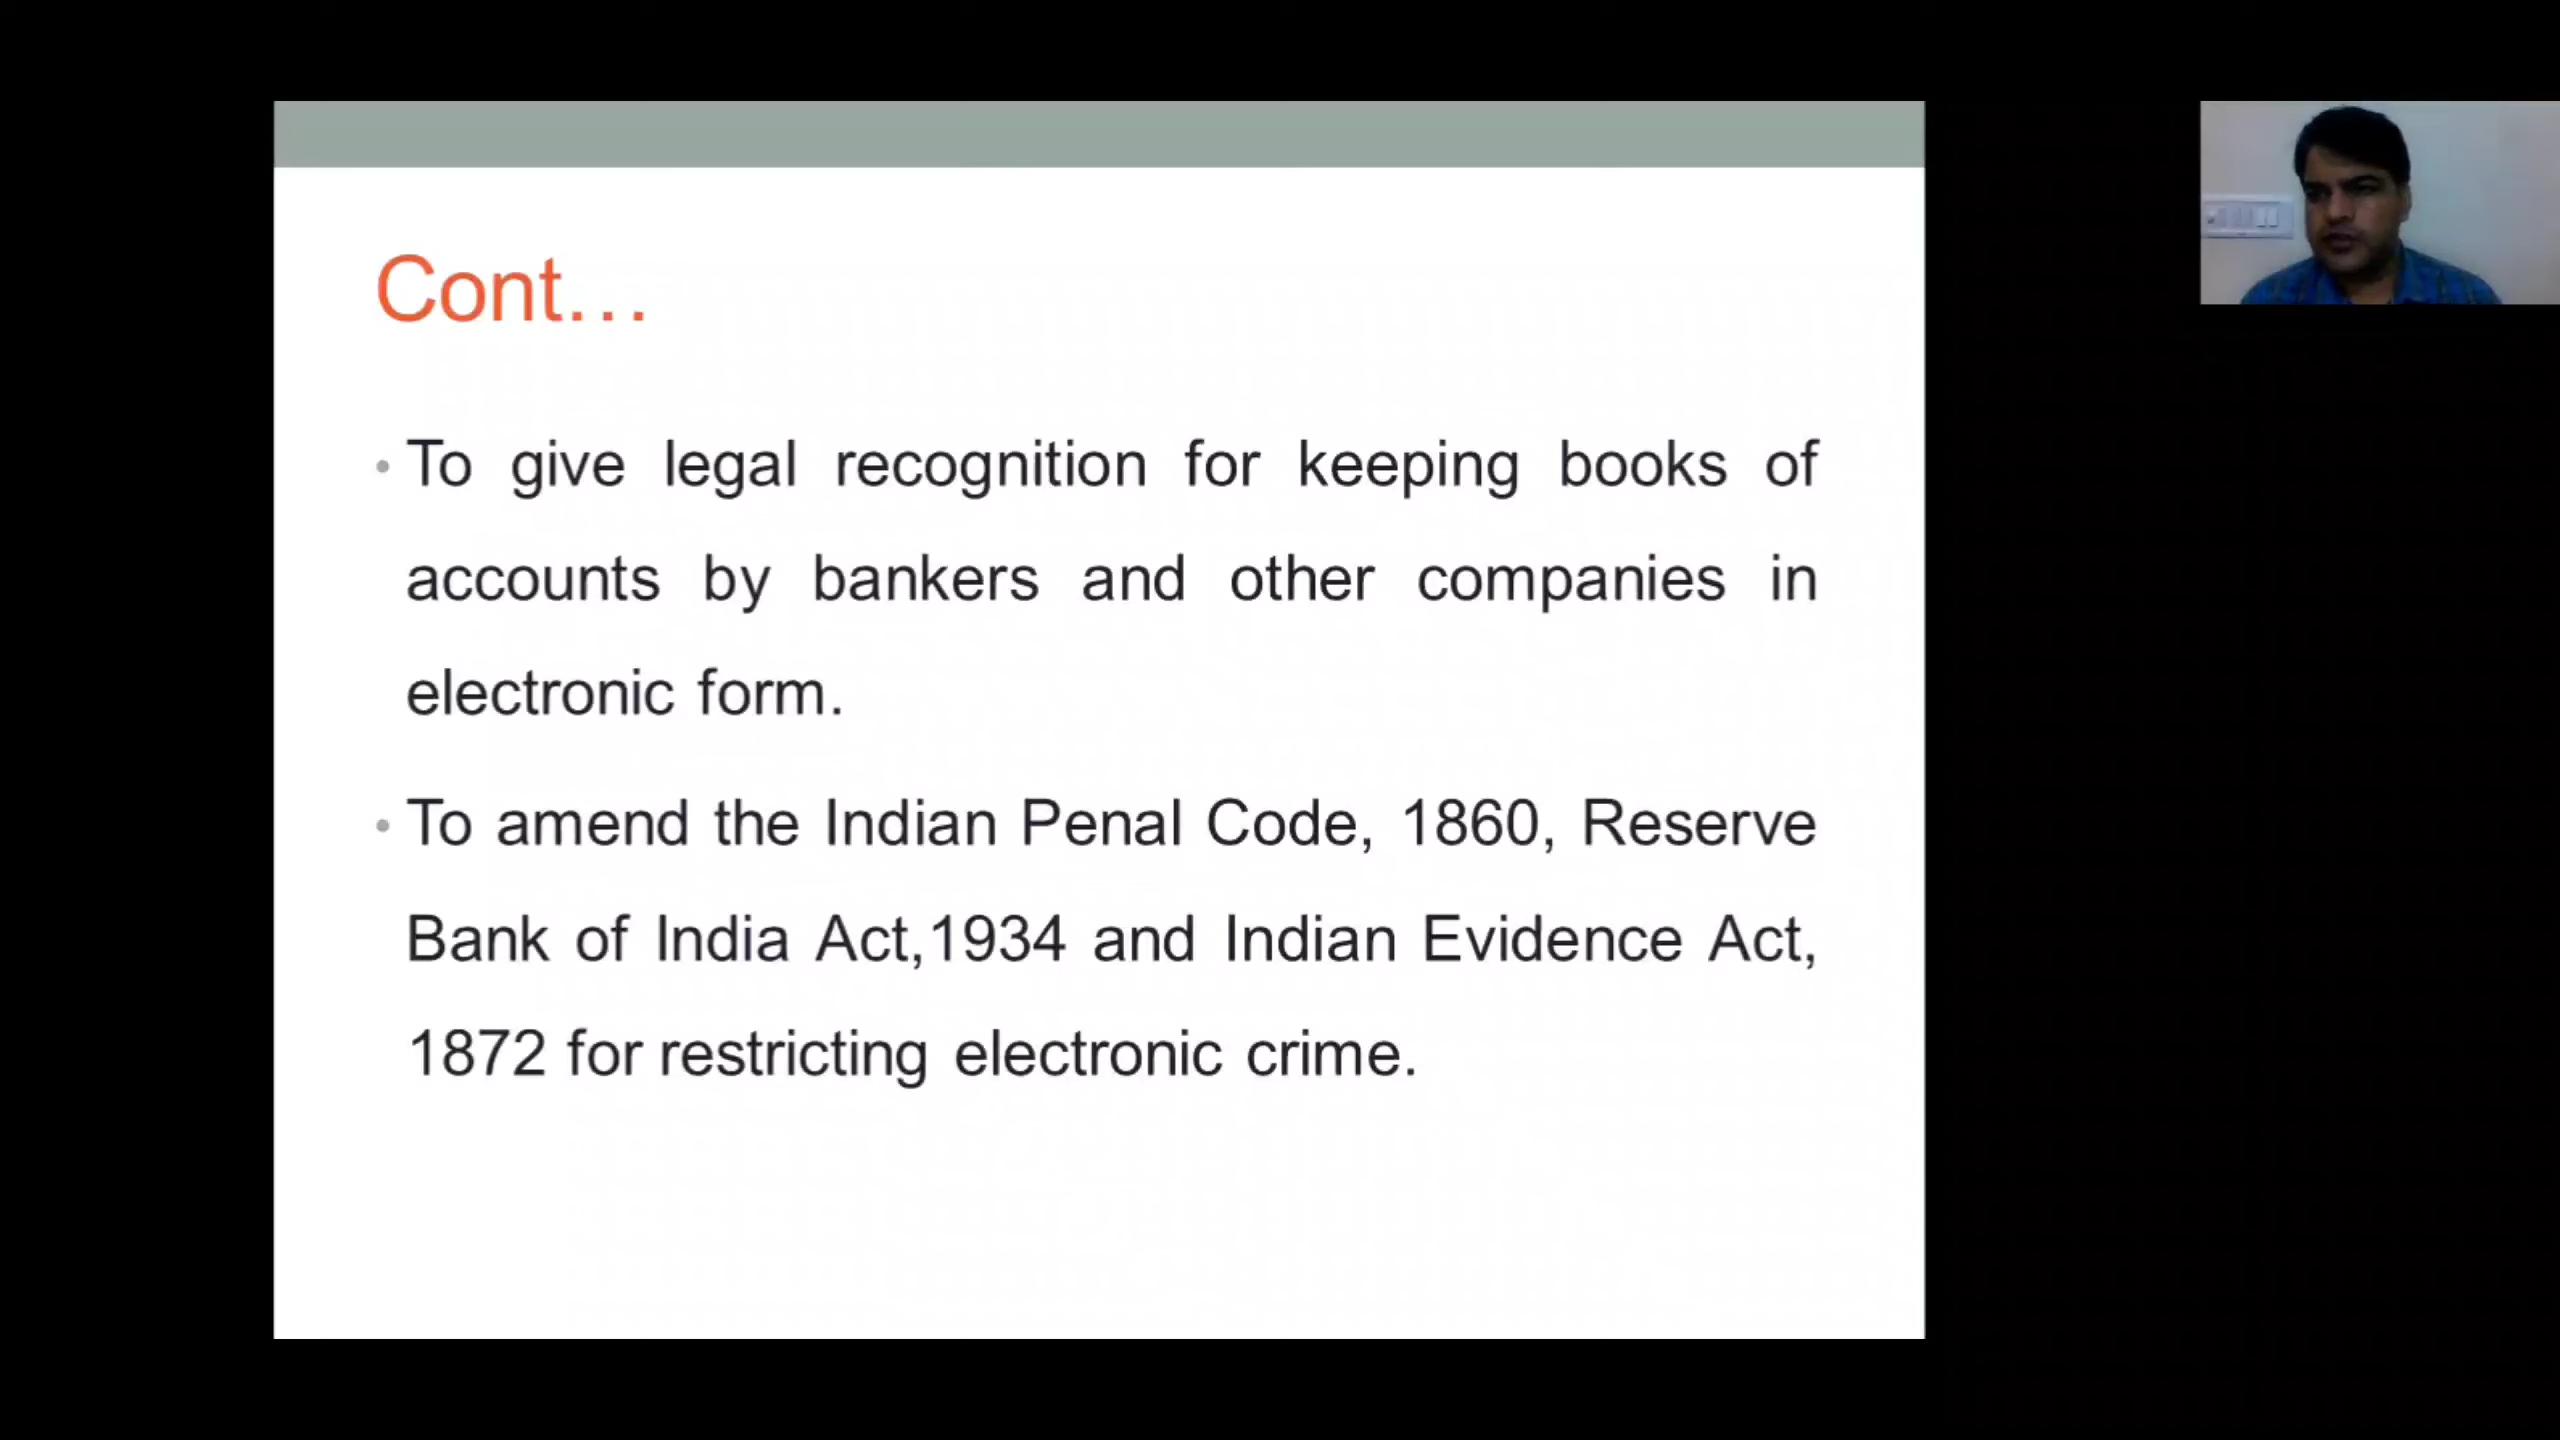 Cont...
• To give legal recognition for keeping books of
accounts by bankers and other companies in
electronic form.
• To amend the Indian Penal Code, 1860, Reserve
Bank of India Act,1934 and Indian Evidence Act,
1872 for restricting electronic crime.